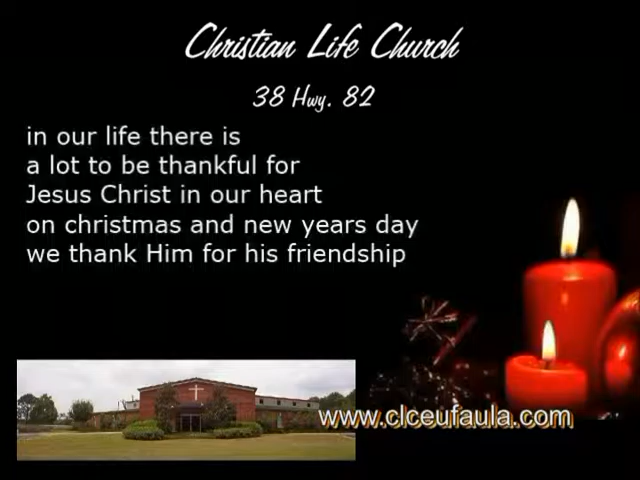 Christian Life Church
38 Hwy. 82
in our life there is
a lot to be thankful for
Jesus Christ in our heart
on christmas and new years day
we thank Him for his friendship
www.clceufaula.com